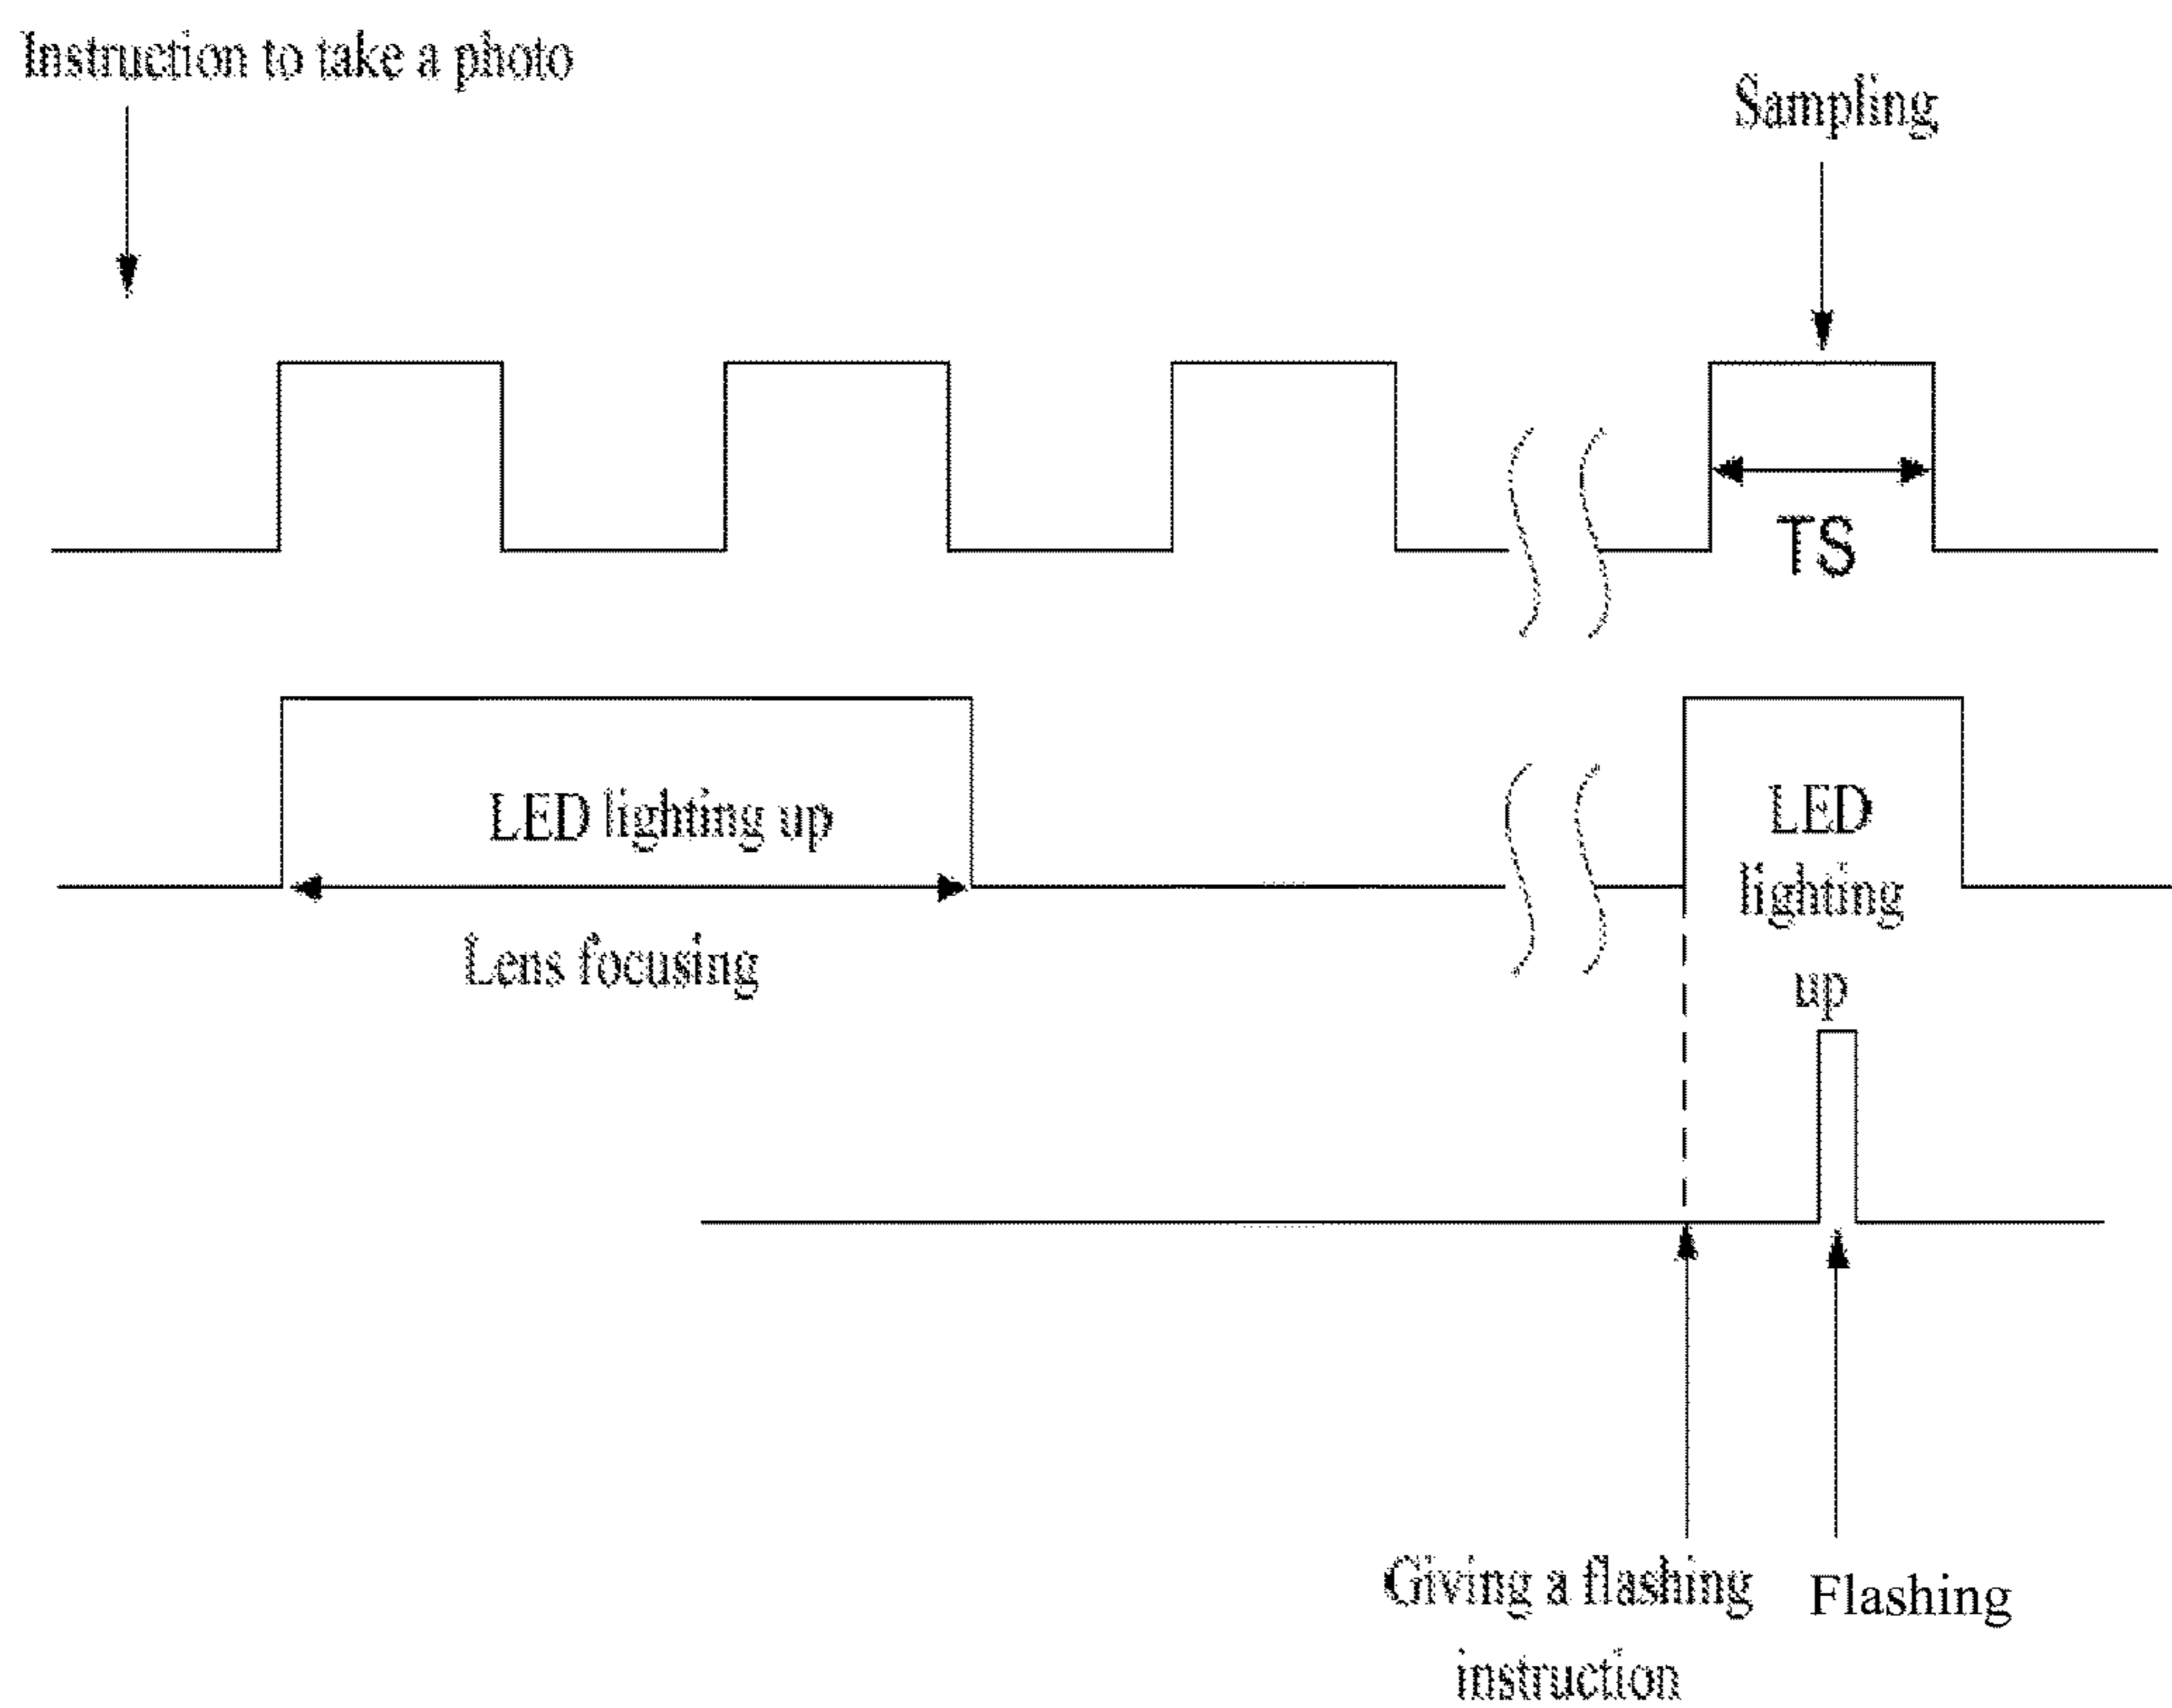 Instruction to take a photo
Sampling
TS
LED lighting up
Lens focusing
LED
lighting
up
Giving a flashing
instruction
Flashing